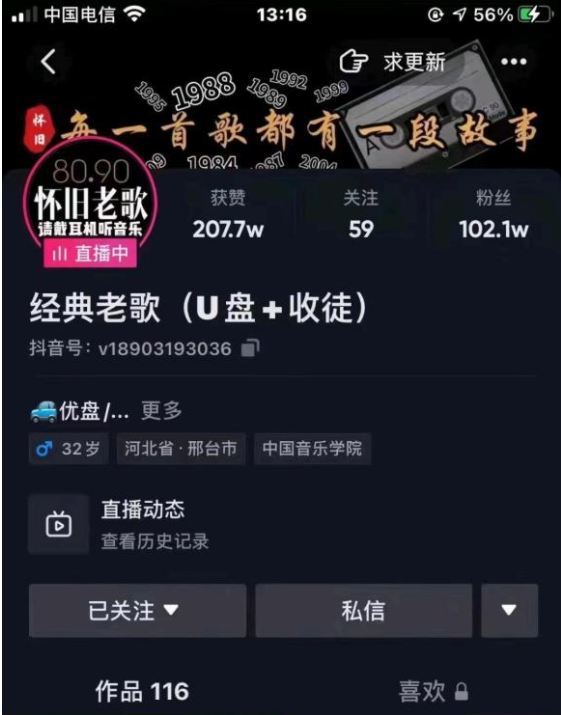 中国电信 13:16 56%
求更新
1988
1992
1995
1989
1999
怀旧 每一首歌都有一段故事
1984
80.90
怀旧老歌
请戴耳机听音乐
直播中
获赞 关注 粉丝
207.7w 59 102.1w
经典老歌（U盘+收徒）
抖音号：v18903193036
优盘/... 更多
32岁 河北省·邢台市 中国音乐学院
直播动态
查看历史记录
已关注 私信
作品 116 喜欢